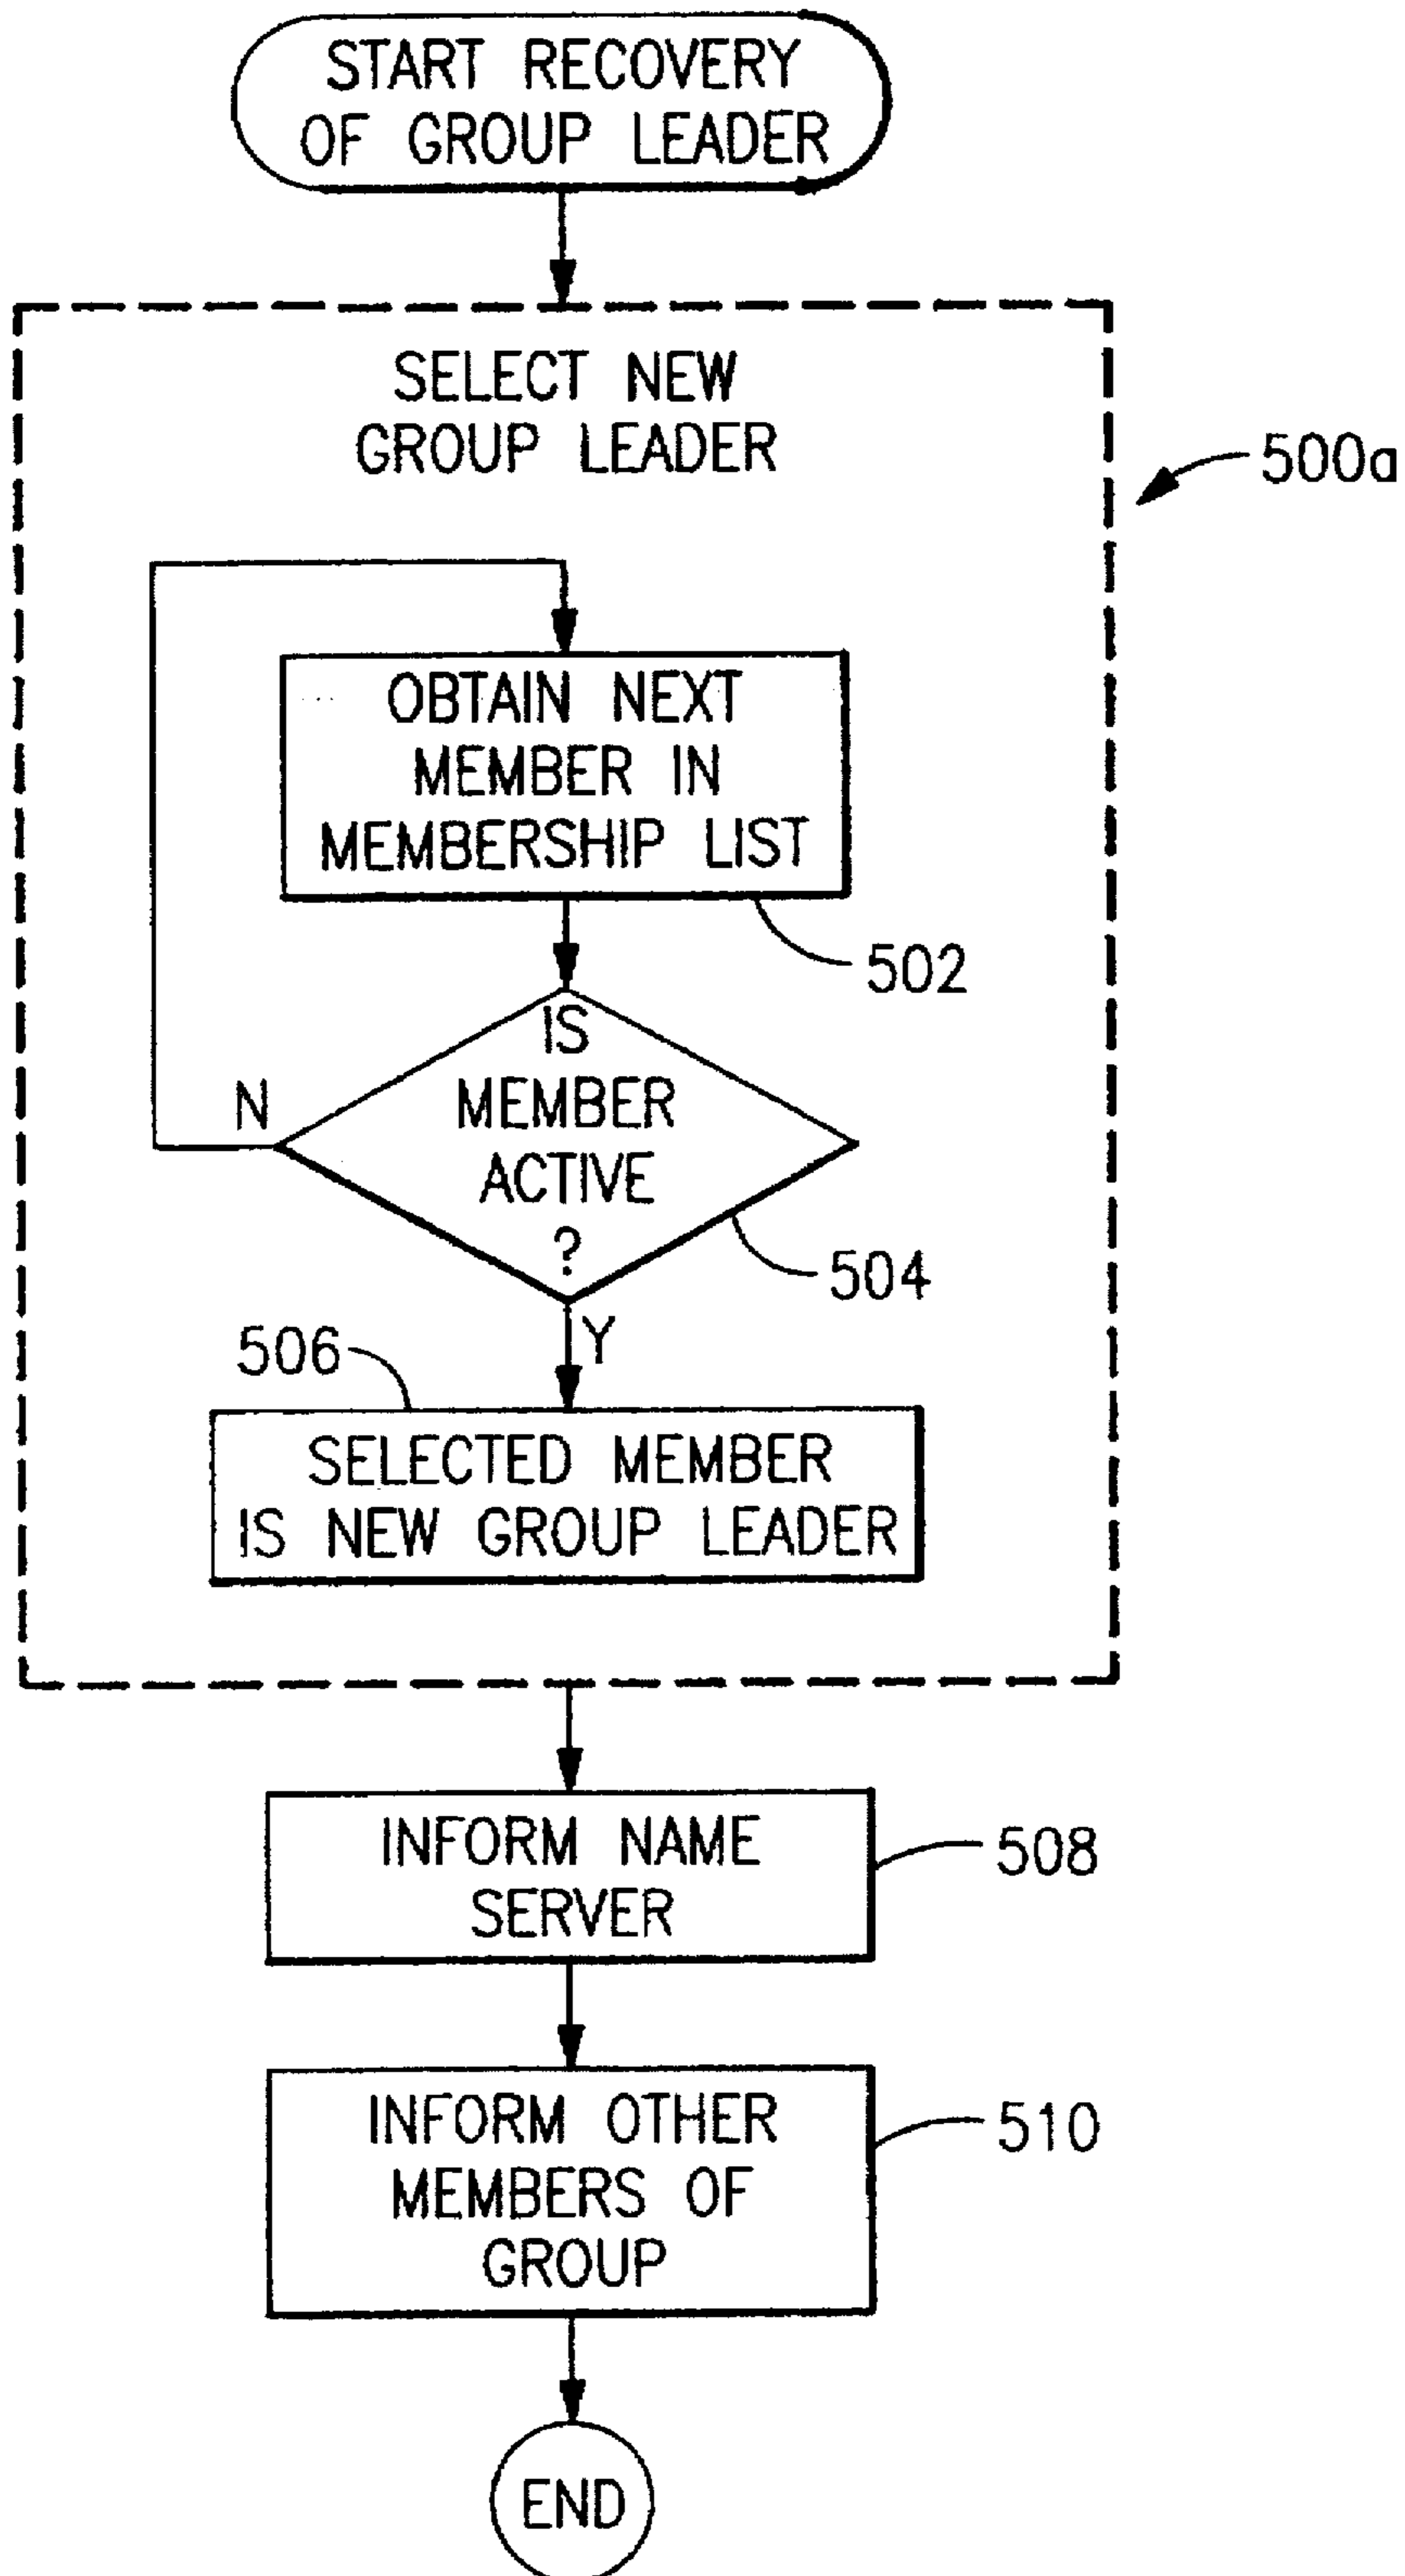 START RECOVERY
OF GROUP LEADER
SELECT NEW
GROUP LEADER
500a
OBTAIN NEXT
MEMBER IN
MEMBERSHIP LIST
502
IS
MEMBER
ACTIVE
?
N
504
Y
506
SELECTED MEMBER
IS NEW GROUP LEADER
INFORM NAME
SERVER
508
INFORM OTHER
MEMBERS OF
GROUP
510
END